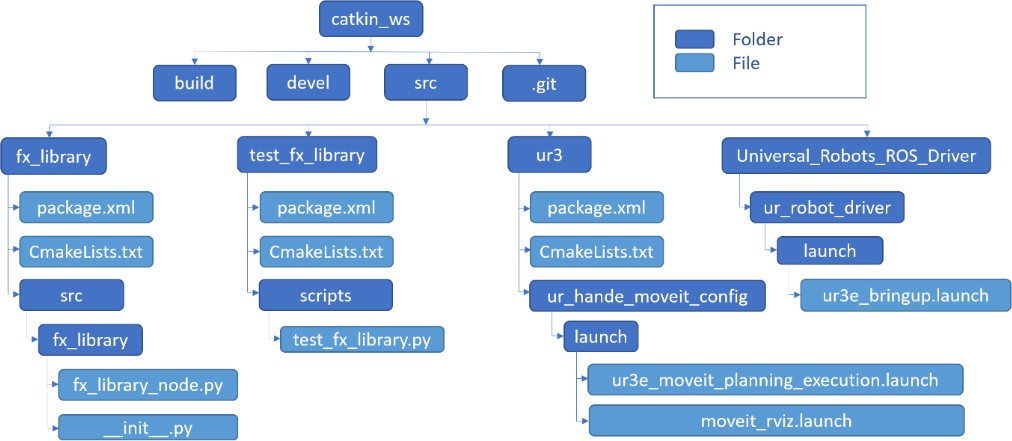 catkin_ws
Folder
File
build
devel
src
.git
fx_library
test_fx_library
ur3
Universal_Robots_ROS_Driver
package.xml
CmakeLists.txt
src
fx_library
fx_library_node.py
__init__.py
package.xml
CmakeLists.txt
scripts
test_fx_library.py
package.xml
CmakeLists.txt
ur_hande_moveit_config
launch
ur3e_moveit_planning_execution.launch
moveit_rviz.launch
ur_robot_driver
launch
ur3e_bringup.launch